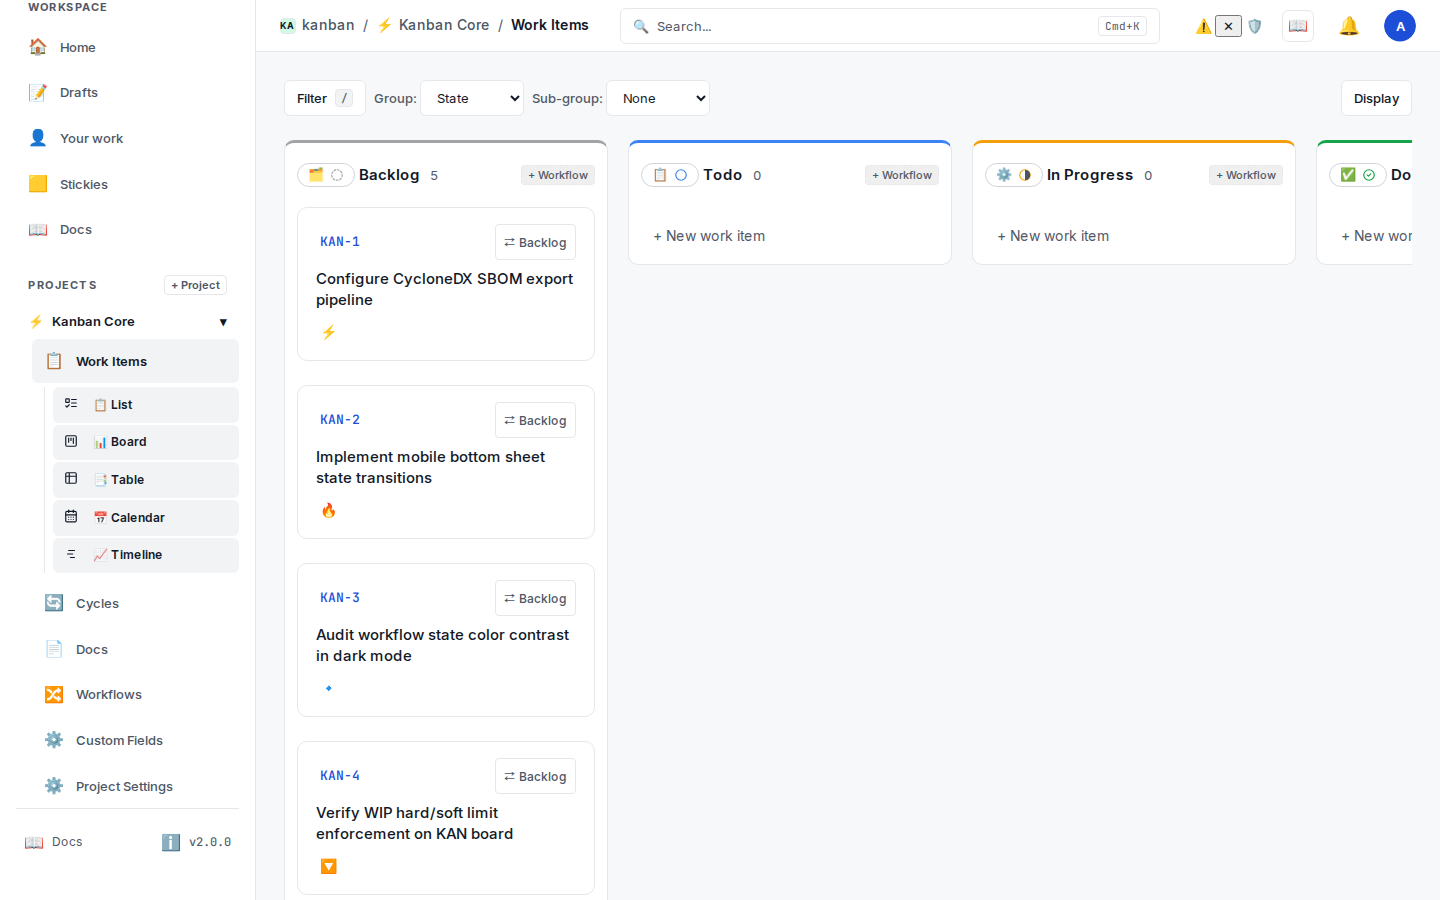 WORKSPACE
Home
Drafts
Your work
Stickies
Docs
PROJECTS
+ Project
Kanban Core
Work Items
List
Board
Table
Calendar
Timeline
Cycles
Docs
Workflows
Custom Fields
Project Settings
Docs
v2.0.0
KA kanban / Kanban Core / Work Items
Search...
Cmd+K
A
Filter /
Group: State
Sub-group: None
Display
Backlog 5
+ Workflow
KAN-1
Backlog
Configure CycloneDX SBOM export
pipeline
KAN-2
Backlog
Implement mobile bottom sheet
state transitions
KAN-3
Backlog
Audit workflow state color contrast
in dark mode
KAN-4
Backlog
Verify WIP hard/soft limit
enforcement on KAN board
Todo 0
+ Workflow
+ New work item
In Progress 0
+ Workflow
+ New work item
Do
+ New wor